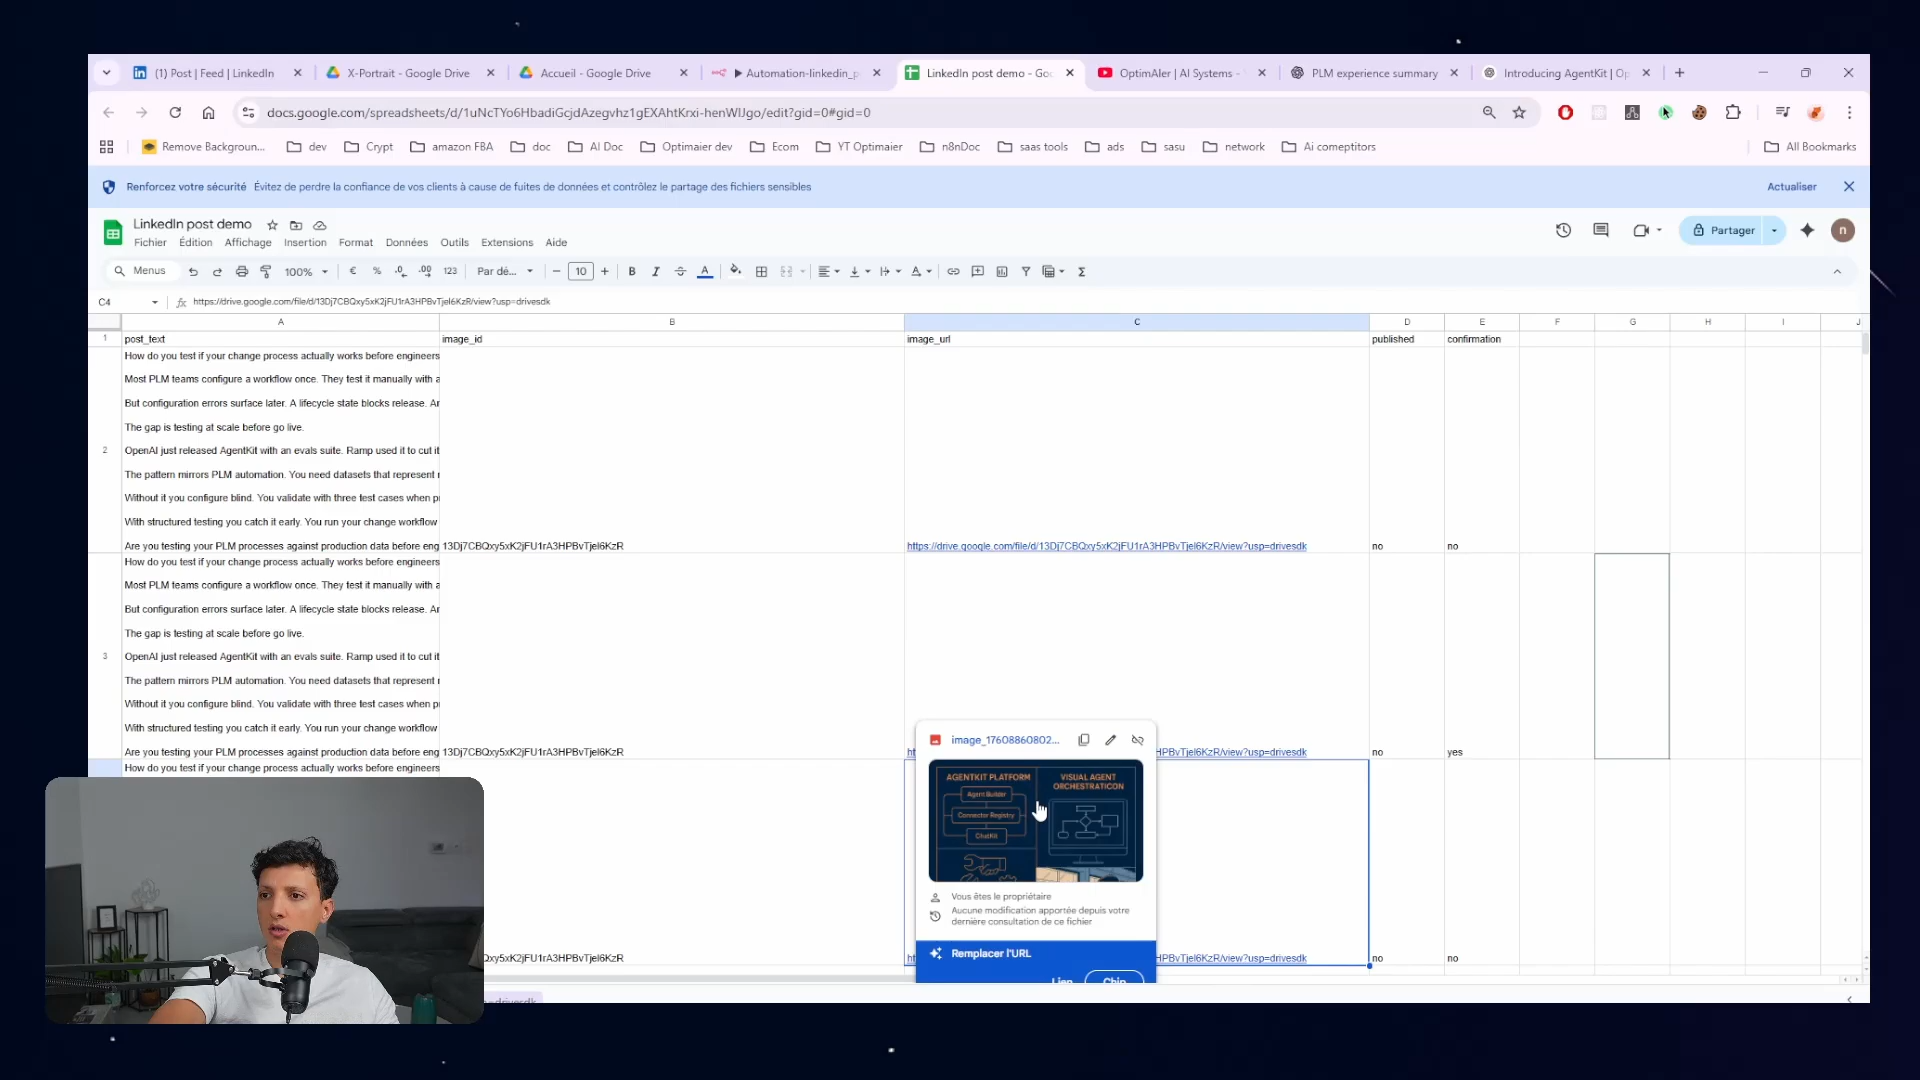 (1) Post | Feed | LinkedIn
X-Portrait - Google Drive
Accueil - Google Drive
Automation-linkedin_p
LinkedIn post demo - Goo
OptimAIer | AI Systems -
PLM experience summary
Introducing AgentKit | Op
docs.google.com/spreadsheets/d/1uNcTYo6HbadiGcjdAzegvhz1gEXAhtKrxi-henWlJgo/edit?gid=0#gid=0
Remove Backgroun...
dev
Crypt
amazon FBA
doc
AI Doc
Optimaier dev
Ecom
YT Optimaier
n8nDoc
saas tools
ads
sasu
network
Ai comeptitors
All Bookmarks
Renforcez votre sécurité Évitez de perdre la confiance de vos clients à cause de fuites de données et contrôlez le partage des fichiers sensibles
Actualiser
LinkedIn post demo
Fichier Édition Affichage Insertion Format Données Outils Extensions Aide
Partager
n
Menus
100%
€ % .0 .00 123
Par dé...
10
B I A
C4
fx https://drive.google.com/file/d/13Dj7CBQxy5xK2jFU1rA3HPBvTjel6KzR/view?usp=drivesdk
A B C D E F G H I J
1 post_text image_id image_url published confirmation
How do you test if your change process actually works before engineers
Most PLM teams configure a workflow once. They test it manually with a
But configuration errors surface later. A lifecycle state blocks release. Ar
The gap is testing at scale before go live.
2 OpenAI just released AgentKit with an evals suite. Ramp used it to cut it
The pattern mirrors PLM automation. You need datasets that represent r
Without it you configure blind. You validate with three test cases when p
With structured testing you catch it early. You run your change workflow
Are you testing your PLM processes against production data before eng 13Dj7CBQxy5xK2jFU1rA3HPBvTjel6KzR https://drive.google.com/file/d/13Dj7CBQxy5xK2jFU1rA3HPBvTjel6KzR/view?usp=drivesdk no no
How do you test if your change process actually works before engineers
Most PLM teams configure a workflow once. They test it manually with a
But configuration errors surface later. A lifecycle state blocks release. Ar
The gap is testing at scale before go live.
3 OpenAI just released AgentKit with an evals suite. Ramp used it to cut it
The pattern mirrors PLM automation. You need datasets that represent r
Without it you configure blind. You validate with three test cases when p
With structured testing you catch it early. You run your change workflow
Are you testing your PLM processes against production data before eng 13Dj7CBQxy5xK2jFU1rA3HPBvTjel6KzR ht HPBvTjel6KzR/view?usp=drivesdk no yes
How do you test if your change process actually works before engineers
image_17608860802...
AGENTKIT PLATFORM
Agent Builder
Connector Registry
ChatKit
VISUAL AGENT
ORCHESTRATICON
Vous êtes le propriétaire
Aucune modification apportée depuis votre
dernière consultation de ce fichier
Remplacer l'URL
Lien Chip
xy5xK2jFU1rA3HPBvTjel6KzR ht HPBvTjel6KzR/view?usp=drivesdk no no
=drivesdk